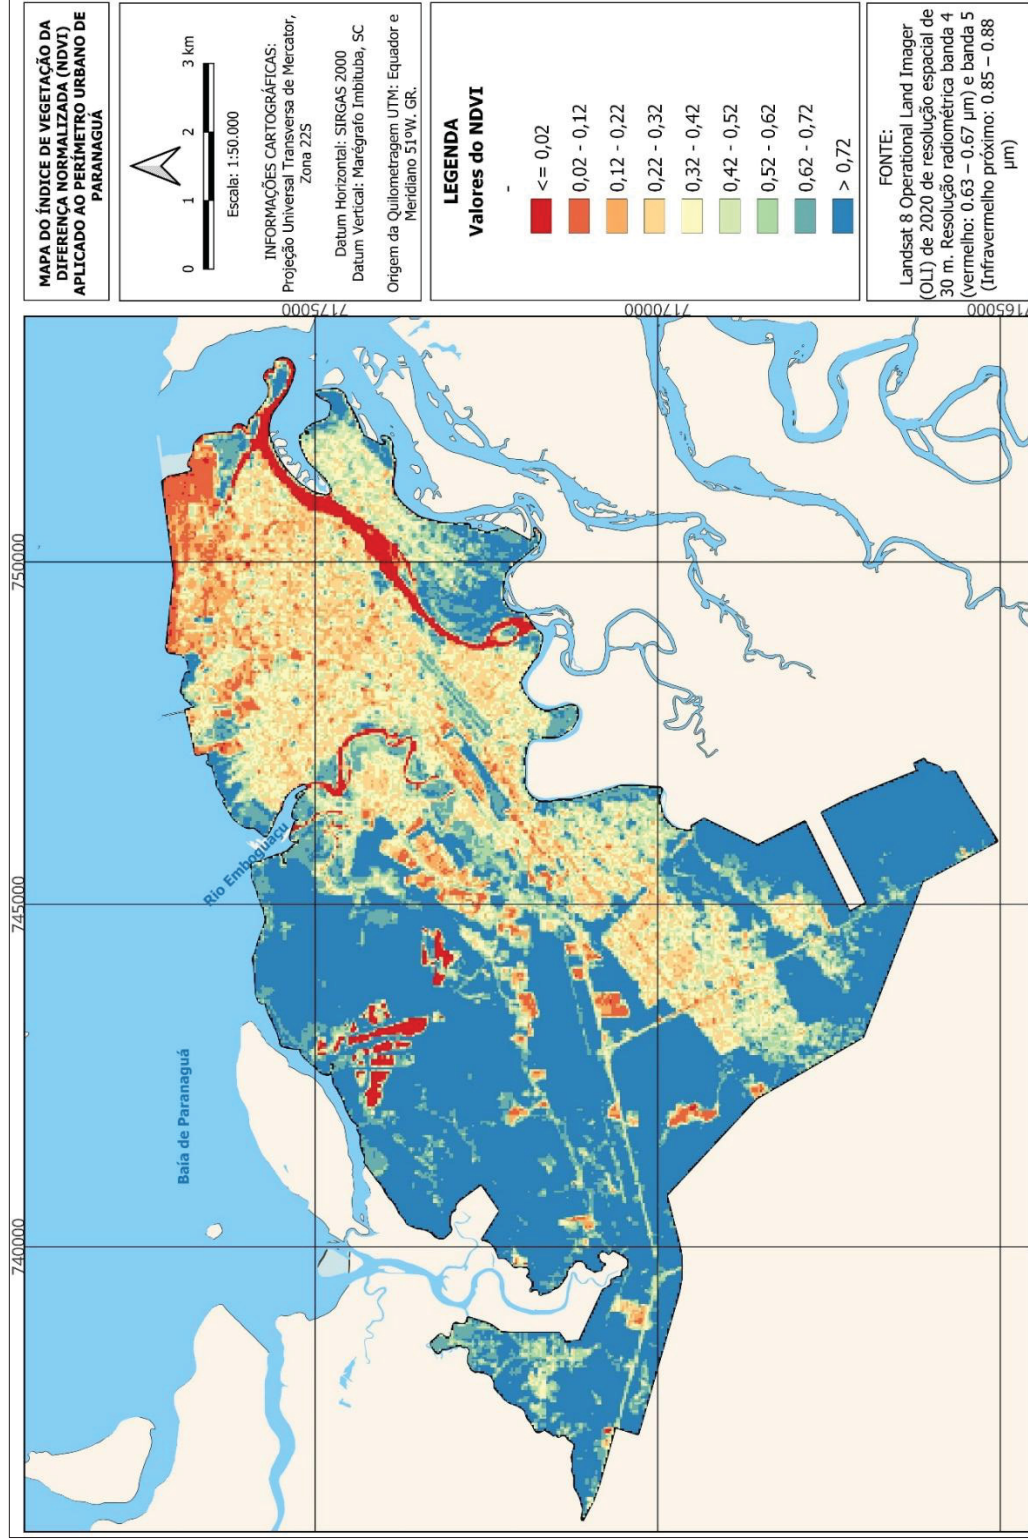 MAPA DO ÍNDICE DE VEGETAÇÃO DA
DIFERENÇA NORMALIZADA (NDVI)
APLICADO AO PERÍMETRO URBANO DE
PARANAGUÁ
0 1 2 3 km
Escala: 1:50.000
INFORMAÇÕES CARTOGRÁFICAS:
Projeção Universal Transversa de Mercator,
Zona 22S
Datum Horizontal: SIRGAS 2000
Datum Vertical: Marégrafo Imbituba, SC
Origem da Quilometragem UTM: Equador e
Meridiano 51ºW. GR.
LEGENDA
Valores do NDVI
-
<= 0,02
0,02 - 0,12
0,12 - 0,22
0,22 - 0,32
0,32 - 0,42
0,42 - 0,52
0,52 - 0,62
0,62 - 0,72
> 0,72
FONTE:
Landsat 8 Operational Land Imager
(OLI) de 2020 de resolução espacial de
30 m. Resolução radiométrica banda 4
(vermelho: 0.63 – 0.67 µm) e banda 5
(Infravermelho próximo: 0.85 – 0.88
µm)
740000
745000
750000
7175000
7170000
7165000
Baía de Paranaguá
Rio Emboguaçu